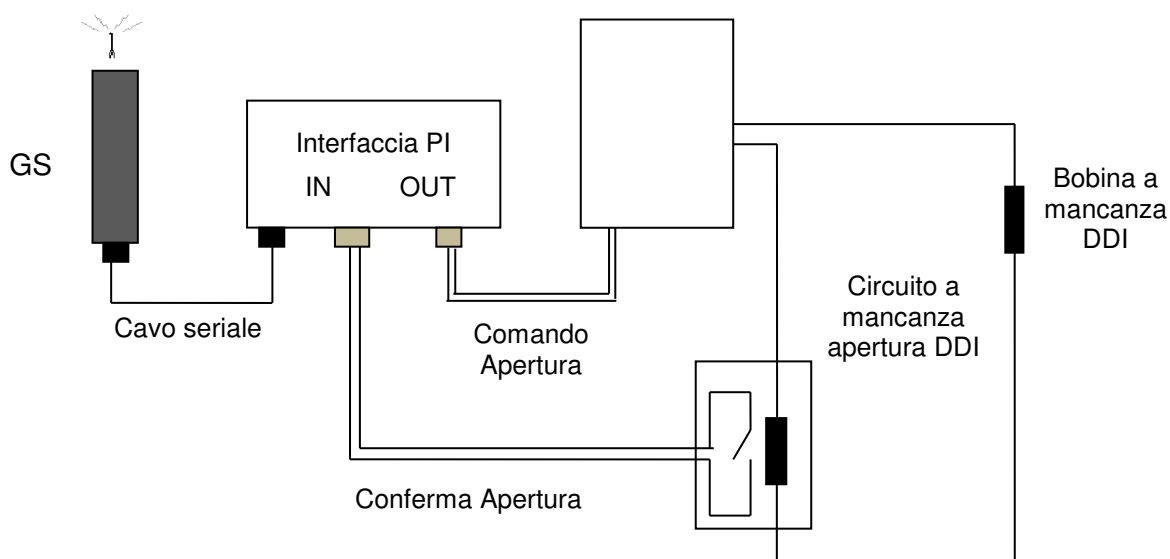 GS
Interfaccia PI
IN OUT
Cavo seriale
Comando
Apertura
Conferma Apertura
Circuito a
mancanza
apertura DDI
Bobina a
mancanza
DDI